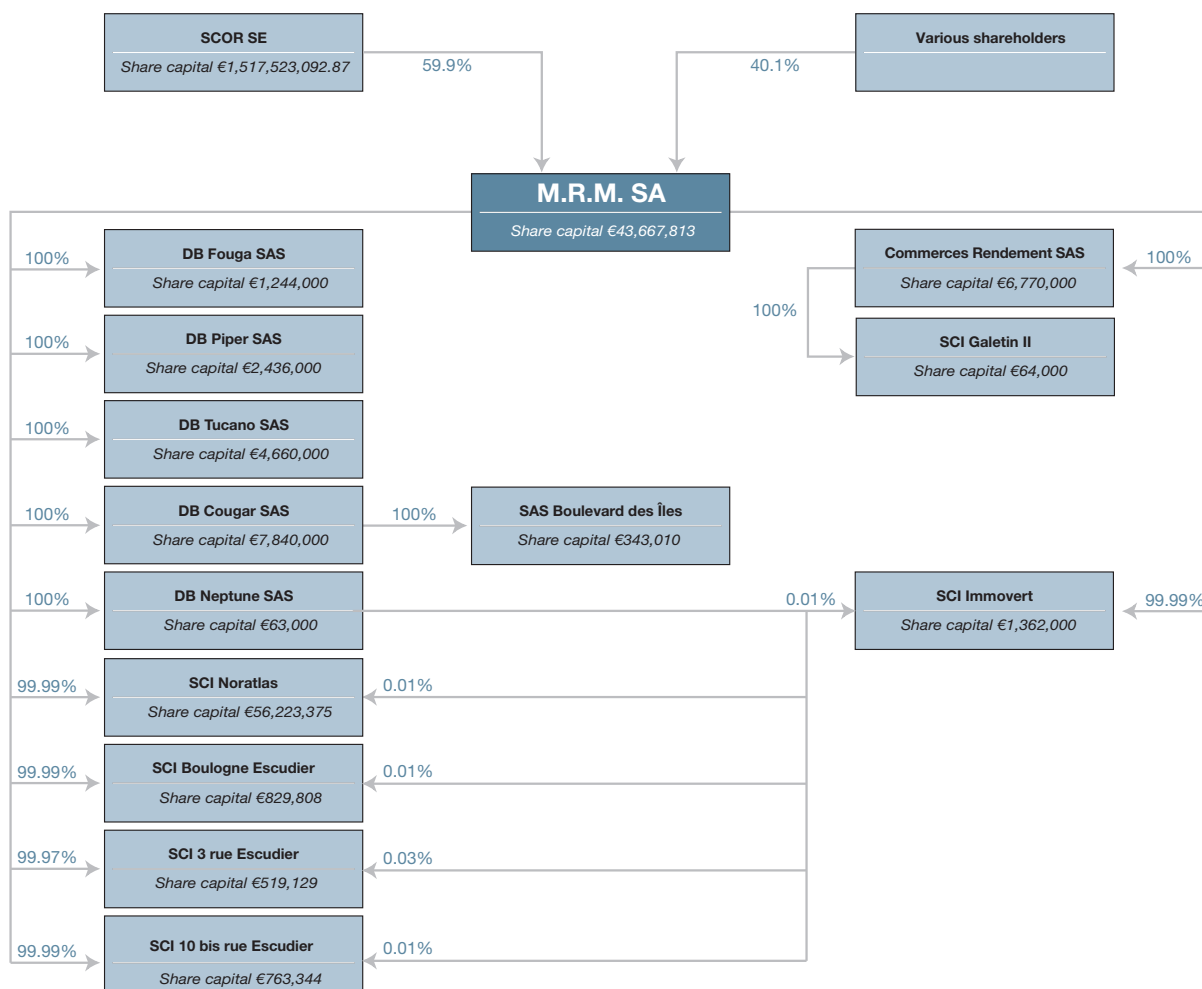 SCOR SE
Share capital €1,517,523,092.87
59.9%
Various shareholders
40.1%
M.R.M. SA
Share capital €43,667,813
100%
DB Fouga SAS
Share capital €1,244,000
Commerces Rendement SAS
Share capital €6,770,000
100%
100%
SCI Galetin II
Share capital €64,000
100%
DB Piper SAS
Share capital €2,436,000
100%
DB Tucano SAS
Share capital €4,660,000
100%
DB Cougar SAS
Share capital €7,840,000
100%
SAS Boulevard des Îles
Share capital €343,010
100%
DB Neptune SAS
Share capital €63,000
0.01%
SCI Immovert
Share capital €1,362,000
99.99%
99.99%
SCI Noratlas
Share capital €56,223,375
0.01%
99.99%
SCI Boulogne Escudier
Share capital €829,808
0.01%
99.97%
SCI 3 rue Escudier
Share capital €519,129
0.03%
99.99%
SCI 10 bis rue Escudier
Share capital €763,344
0.01%